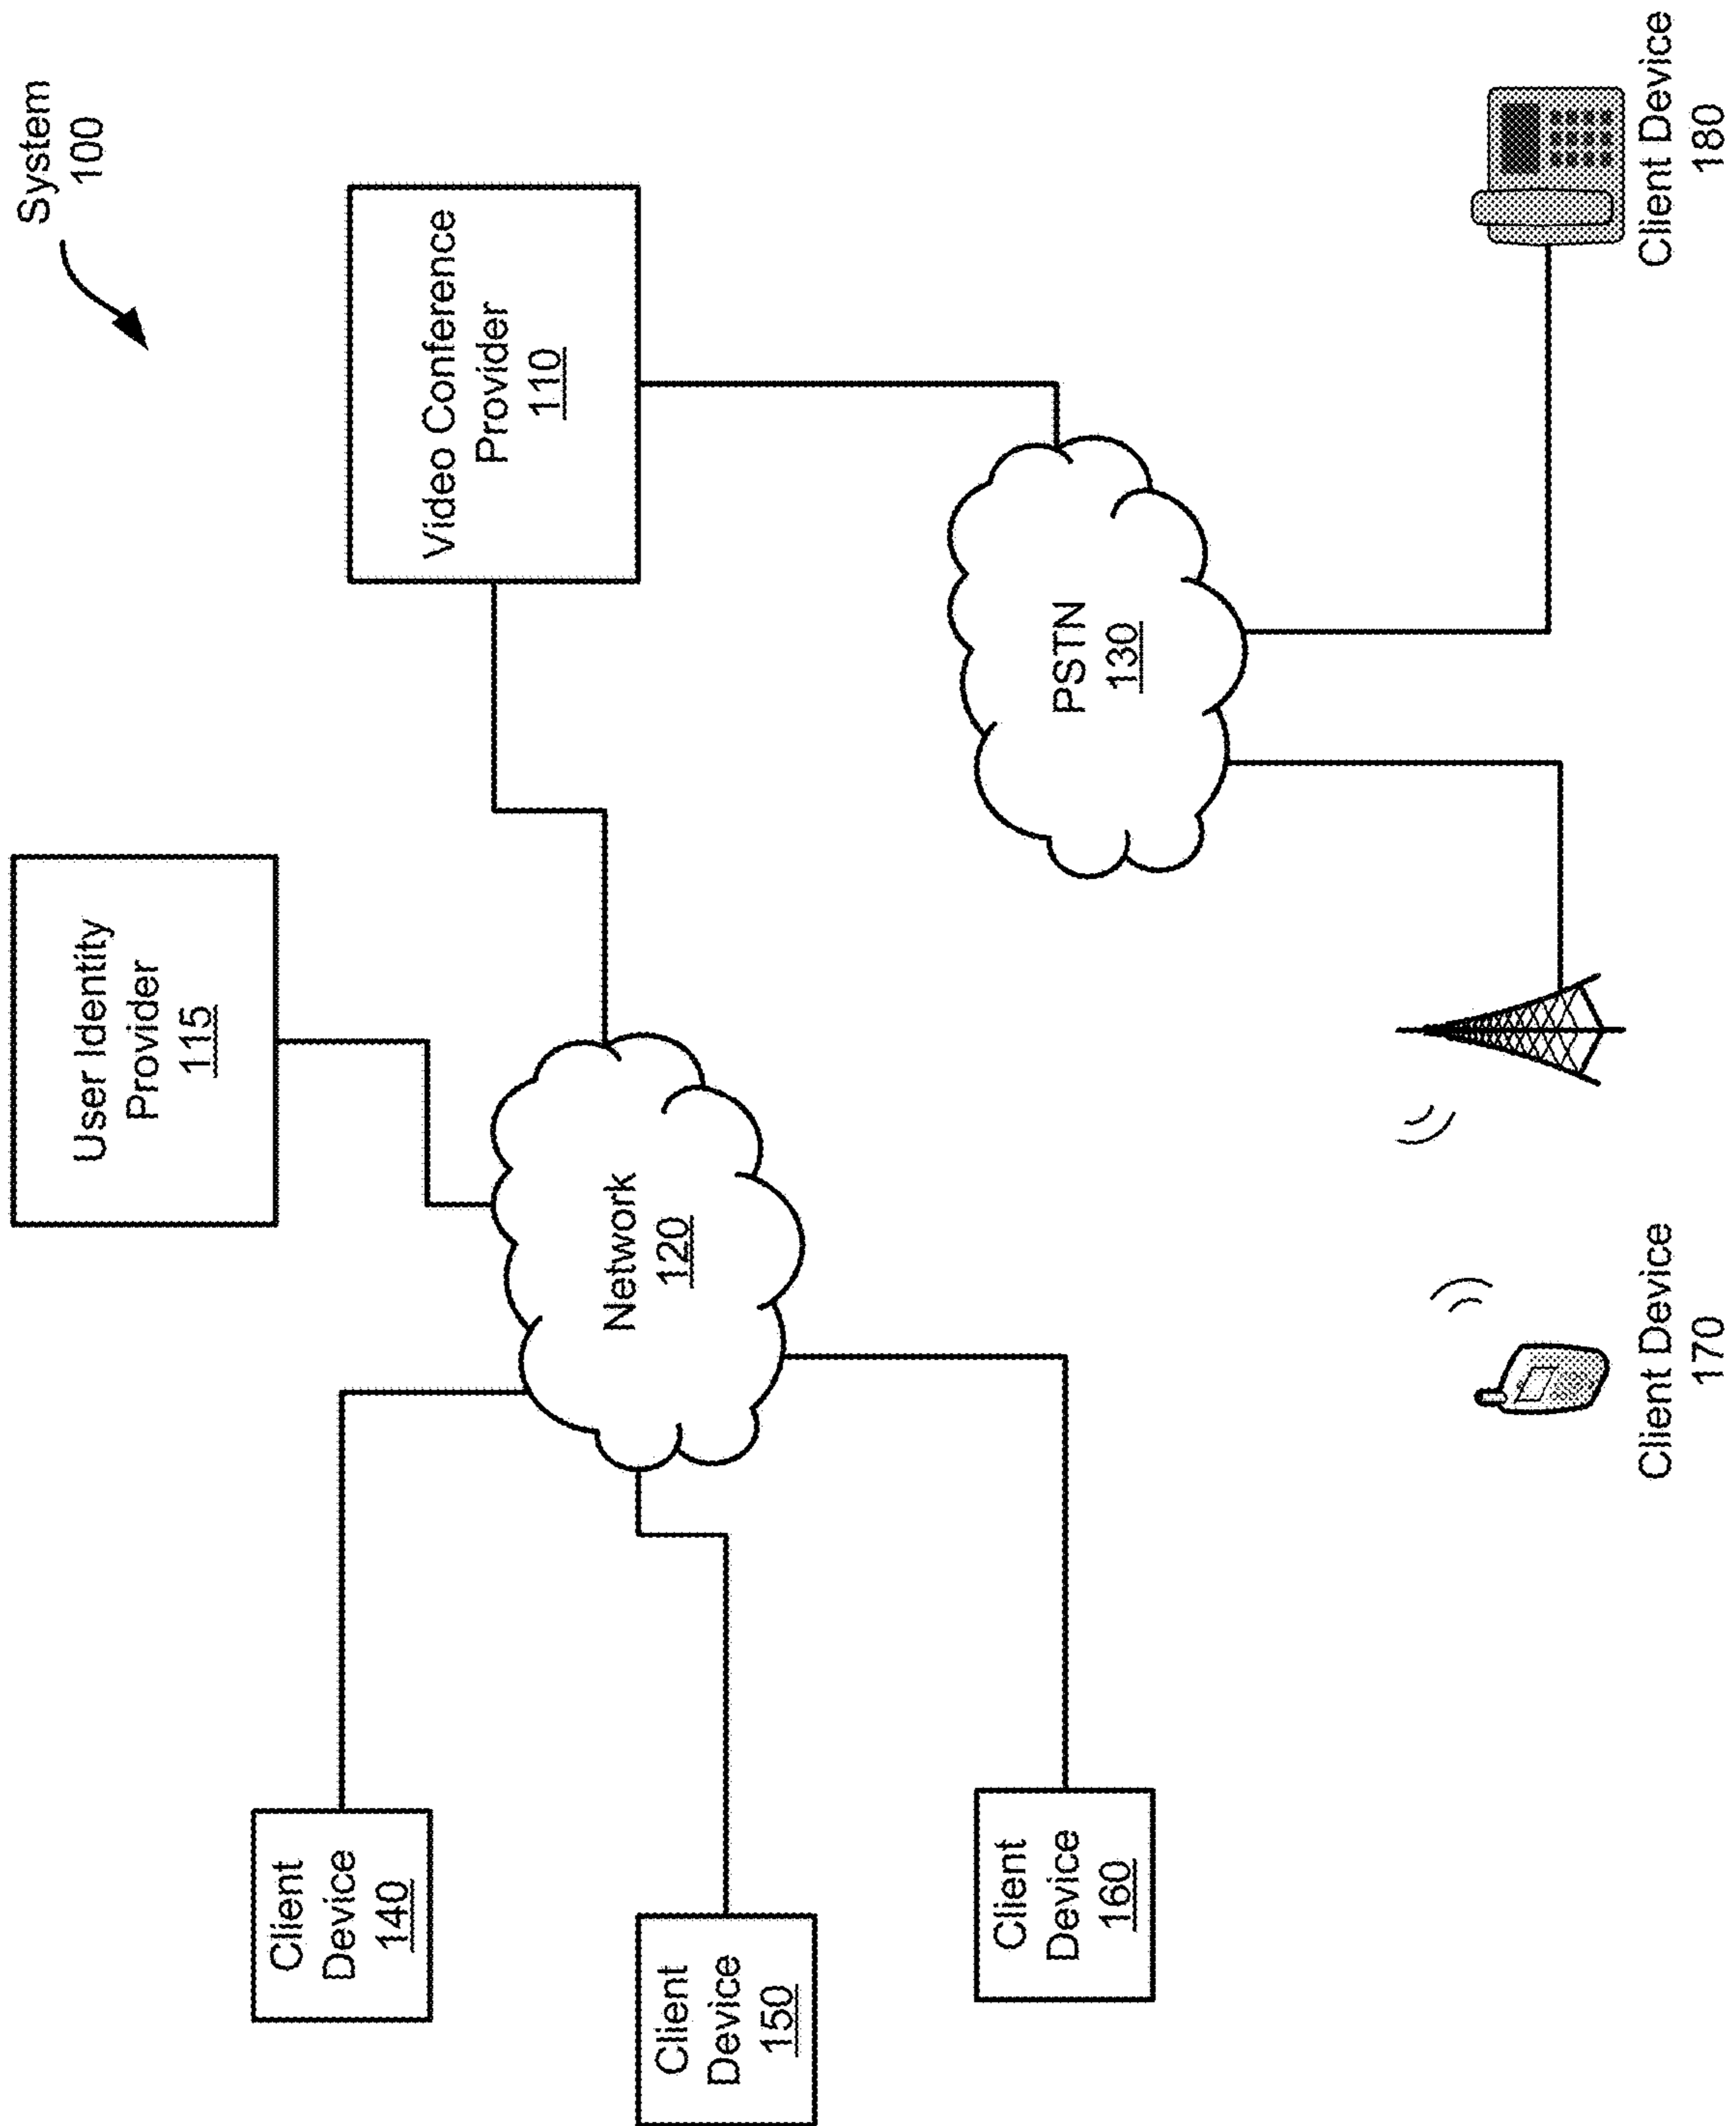 System
100
User Identity
Provider
115
Video Conference
Provider
110
Client
Device
140
Network
120
Client
Device
150
Client
Device
160
PSTN
130
Client Device
170
Client Device
180